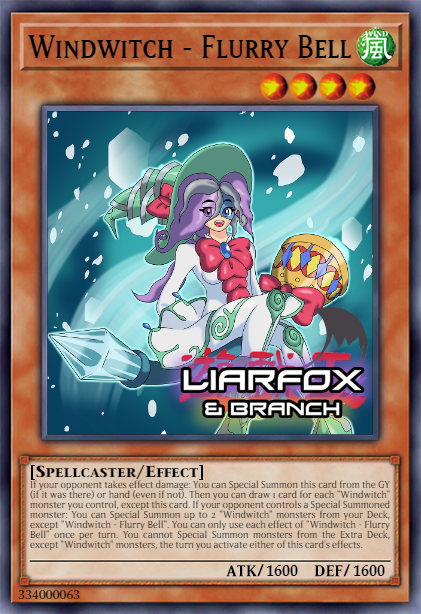 Windwitch - Flurry Bell
WIND
風
LIARFOX
& BRANCH
[Spellcaster/Effect]
If your opponent takes effect damage: You can Special Summon this card from the GY
(if it was there) or hand (even if not). Then you can draw 1 card for each "Windwitch"
monster you control, except this card. If your opponent controls a Special Summoned
monster: You can Special Summon up to 2 "Windwitch" monsters from your Deck,
except "Windwitch - Flurry Bell". You can only use each effect of "Windwitch - Flurry
Bell" once per turn. You cannot Special Summon monsters from the Extra Deck,
except "Windwitch" monsters, the turn you activate either of this card's effects.
ATK/1600 DEF/1600
334000063